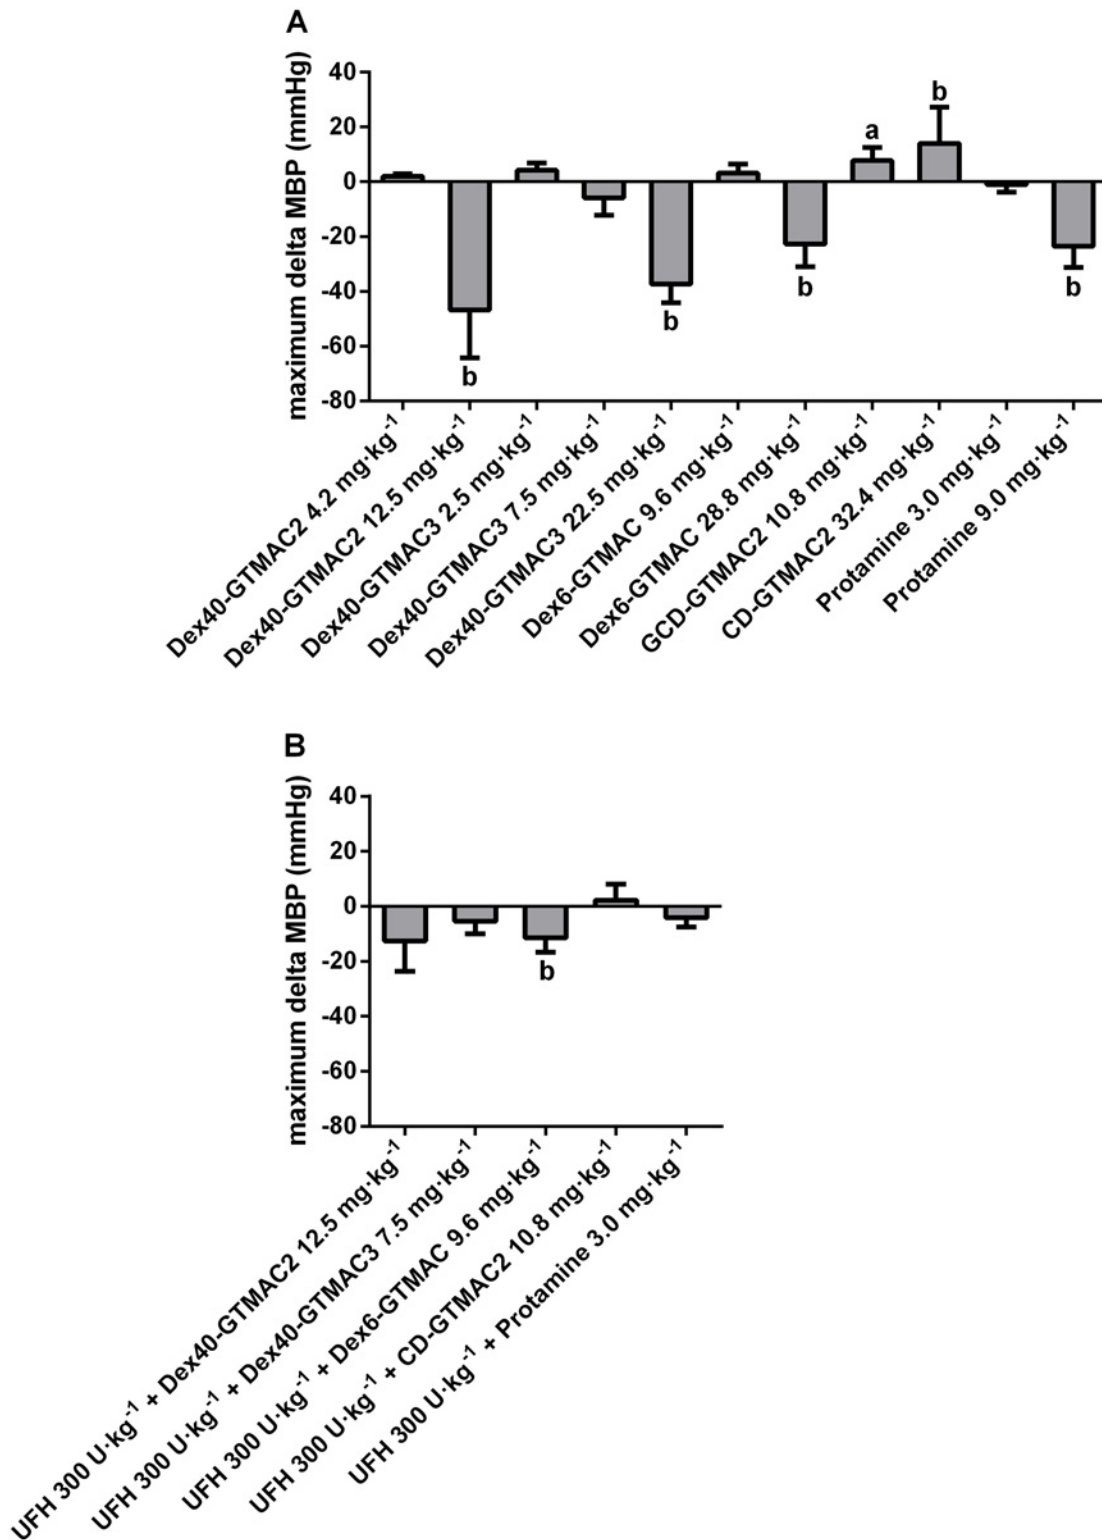 A
maximum delta MBP (mmHg)
40
20
0
-20
-40
-60
-80
b
b
b
a
b
b
Dex40-GTMAC2 4.2 mg·kg⁻¹
Dex40-GTMAC2 12.5 mg·kg⁻¹
Dex40-GTMAC3 2.5 mg·kg⁻¹
Dex40-GTMAC3 7.5 mg·kg⁻¹
Dex40-GTMAC3 22.5 mg·kg⁻¹
Dex6-GTMAC 9.6 mg·kg⁻¹
Dex6-GTMAC 28.8 mg·kg⁻¹
GCD-GTMAC2 10.8 mg·kg⁻¹
CD-GTMAC2 32.4 mg·kg⁻¹
Protamine 3.0 mg·kg⁻¹
Protamine 9.0 mg·kg⁻¹
B
maximum delta MBP (mmHg)
40
20
0
-20
-40
-60
-80
b
UFH 300 U·kg⁻¹ + Dex40-GTMAC2 12.5 mg·kg⁻¹
UFH 300 U·kg⁻¹ + Dex40-GTMAC3 7.5 mg·kg⁻¹
UFH 300 U·kg⁻¹ + Dex6-GTMAC 9.6 mg·kg⁻¹
UFH 300 U·kg⁻¹ + CD-GTMAC2 10.8 mg·kg⁻¹
UFH 300 U·kg⁻¹ + Protamine 3.0 mg·kg⁻¹